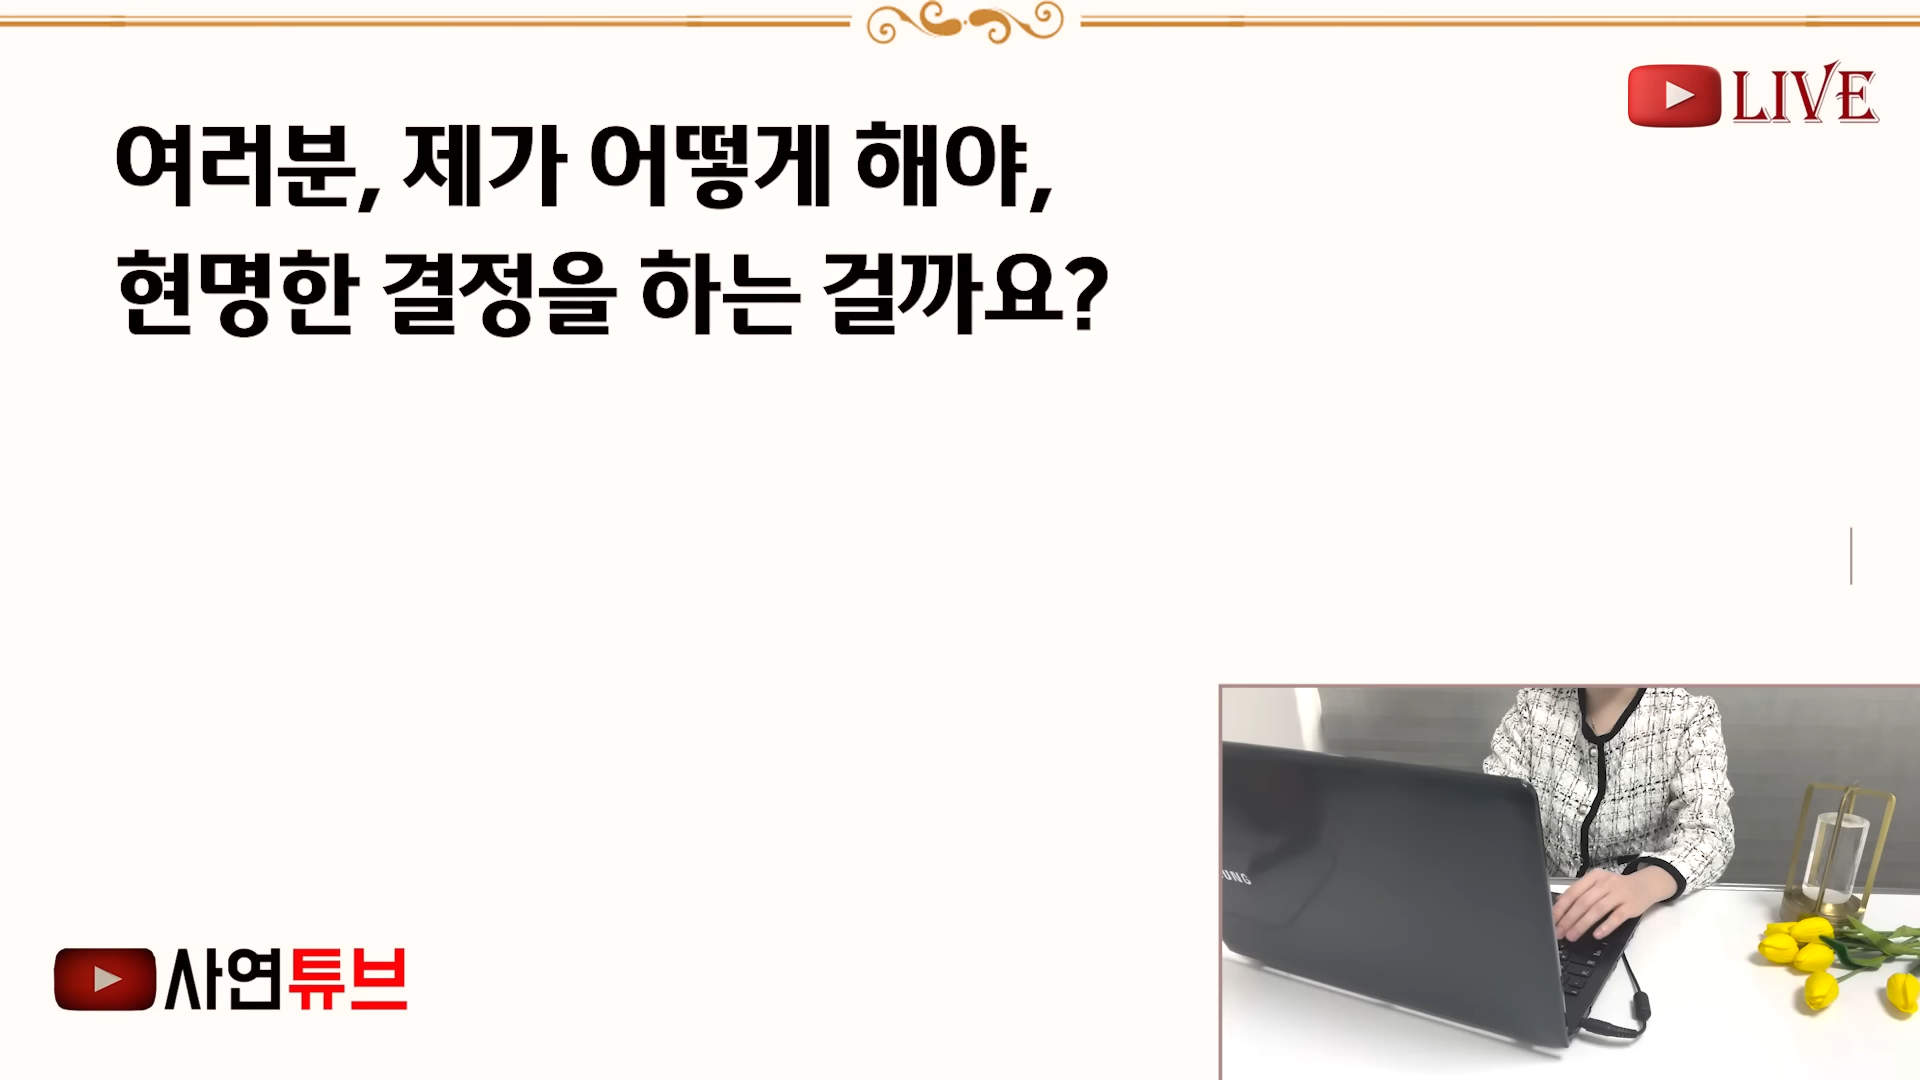 LIVE
여러분, 제가 어떻게 해야,
현명한 결정을 하는 걸까요?
UNG
사연튜브